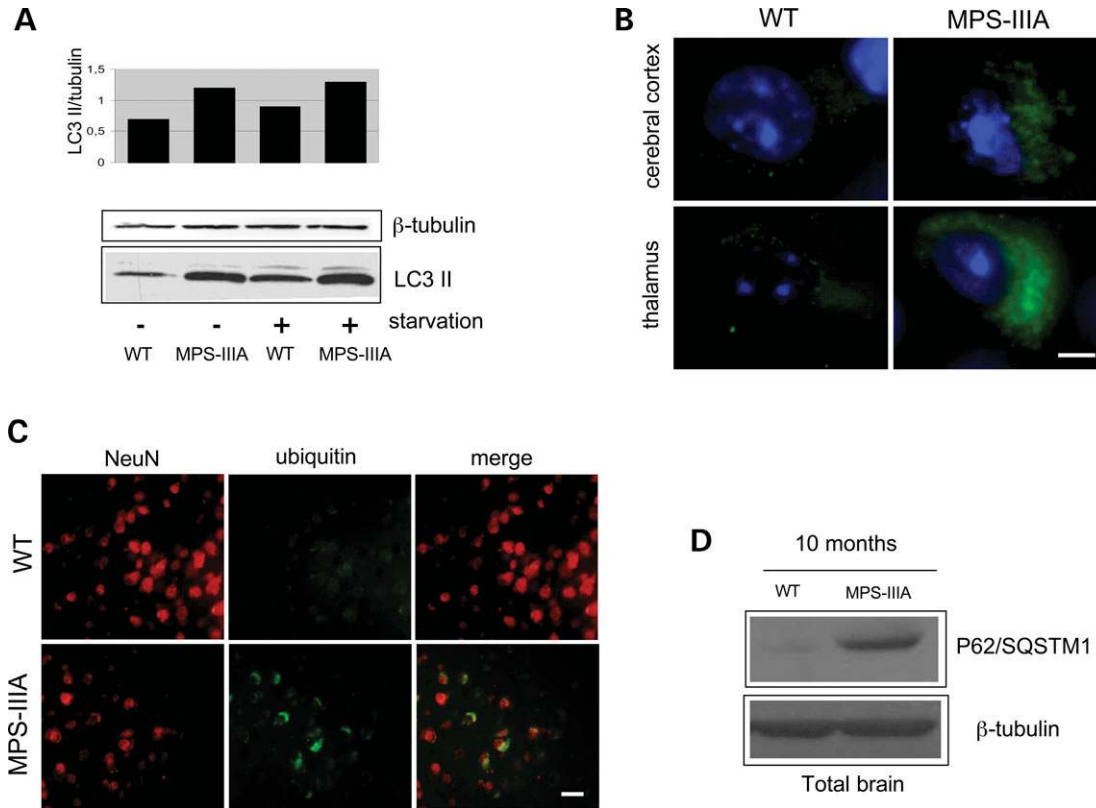 A
LC3 II/tubulin
1,5
1
0,5
0
β-tubulin
LC3 II
- - + + starvation
WT MPS-IIIA WT MPS-IIIA
B
WT MPS-IIIA
cerebral cortex
thalamus
C
NeuN ubiquitin merge
WT
MPS-IIIA
D
10 months
WT MPS-IIIA
P62/SQSTM1
β-tubulin
Total brain